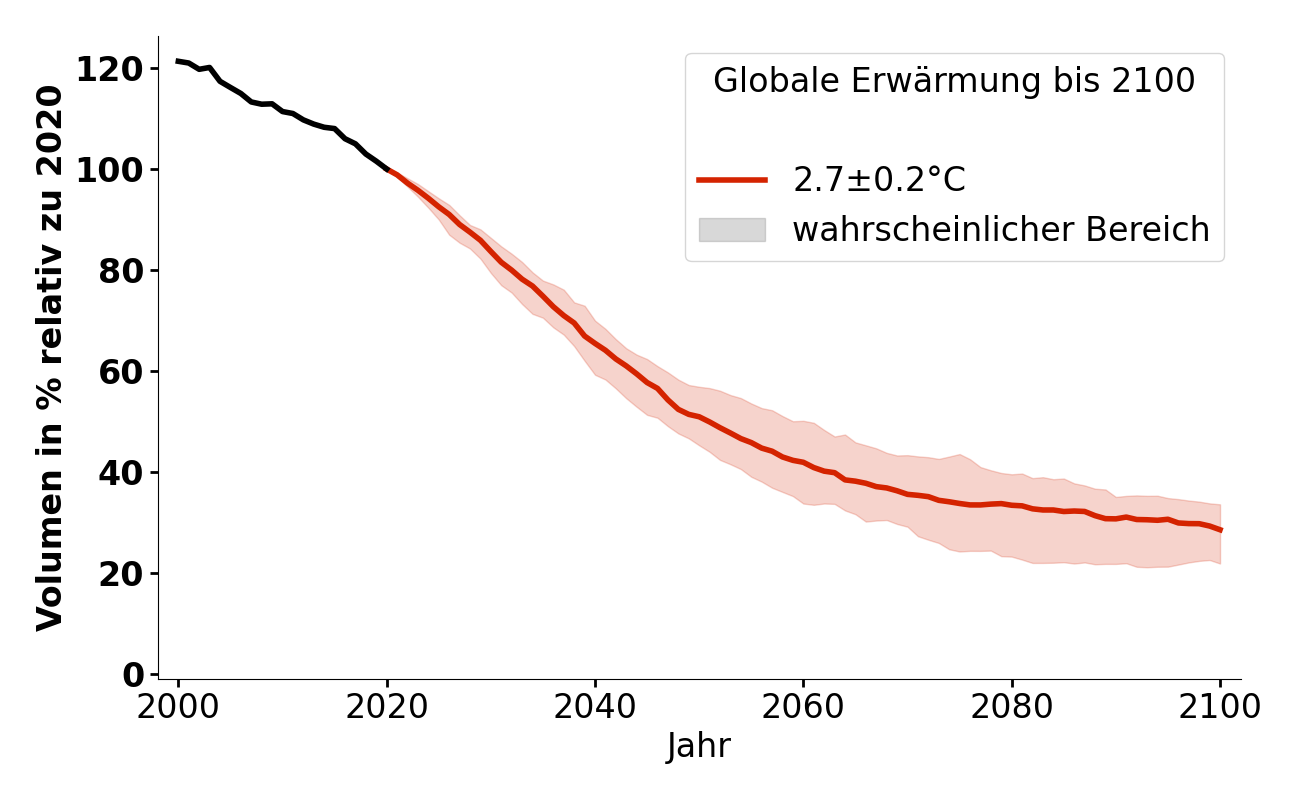 Volumen in % relativ zu 2020
120
100
80
60
40
20
0
Globale Erwärmung bis 2100
2.7±0.2°C
wahrscheinlicher Bereich
2000 2020 2040 2060 2080 2100
Jahr